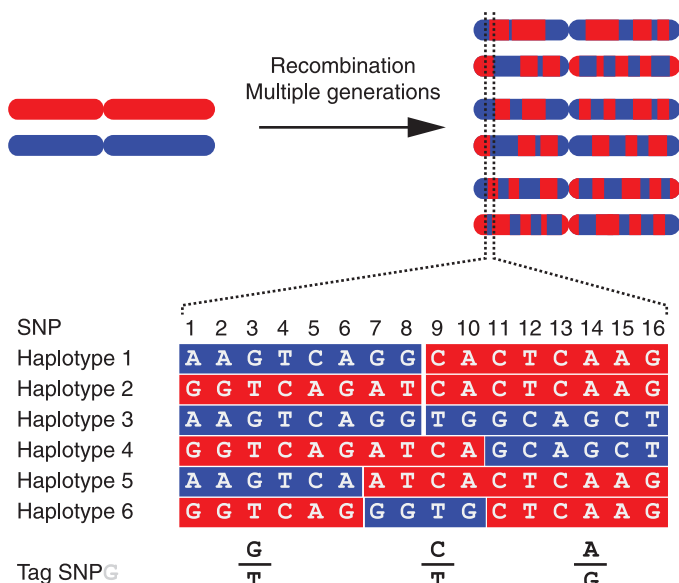 Recombination
Multiple generations
SNP 1 2 3 4 5 6 7 8 9 10 11 12 13 14 15 16
Haplotype 1 A A G T C A G G C A C T C A A G
Haplotype 2 G G T C A G A T C A C T C A A G
Haplotype 3 A A G T C A G G T G G C A G C T
Haplotype 4 G G T C A G A T C A G C A G C T
Haplotype 5 A A G T C A A T C A C T C A A G
Haplotype 6 G G T C A G G G T G C T C A A G
G C A
Tag SNPG T T G